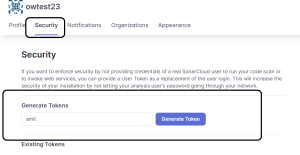 owtest23
Profile Security Notifications Organizations Appearance
Security
If you want to enforce security by not providing credentials of a real SonarCloud user to run your code scan or
to invoke web services, you can provide a User Token as a replacement of the user login. This will increase the
security of your installation by not letting your analysis user's password going through your network.
Generate Tokens
amit
Generate Token
Existing Tokens